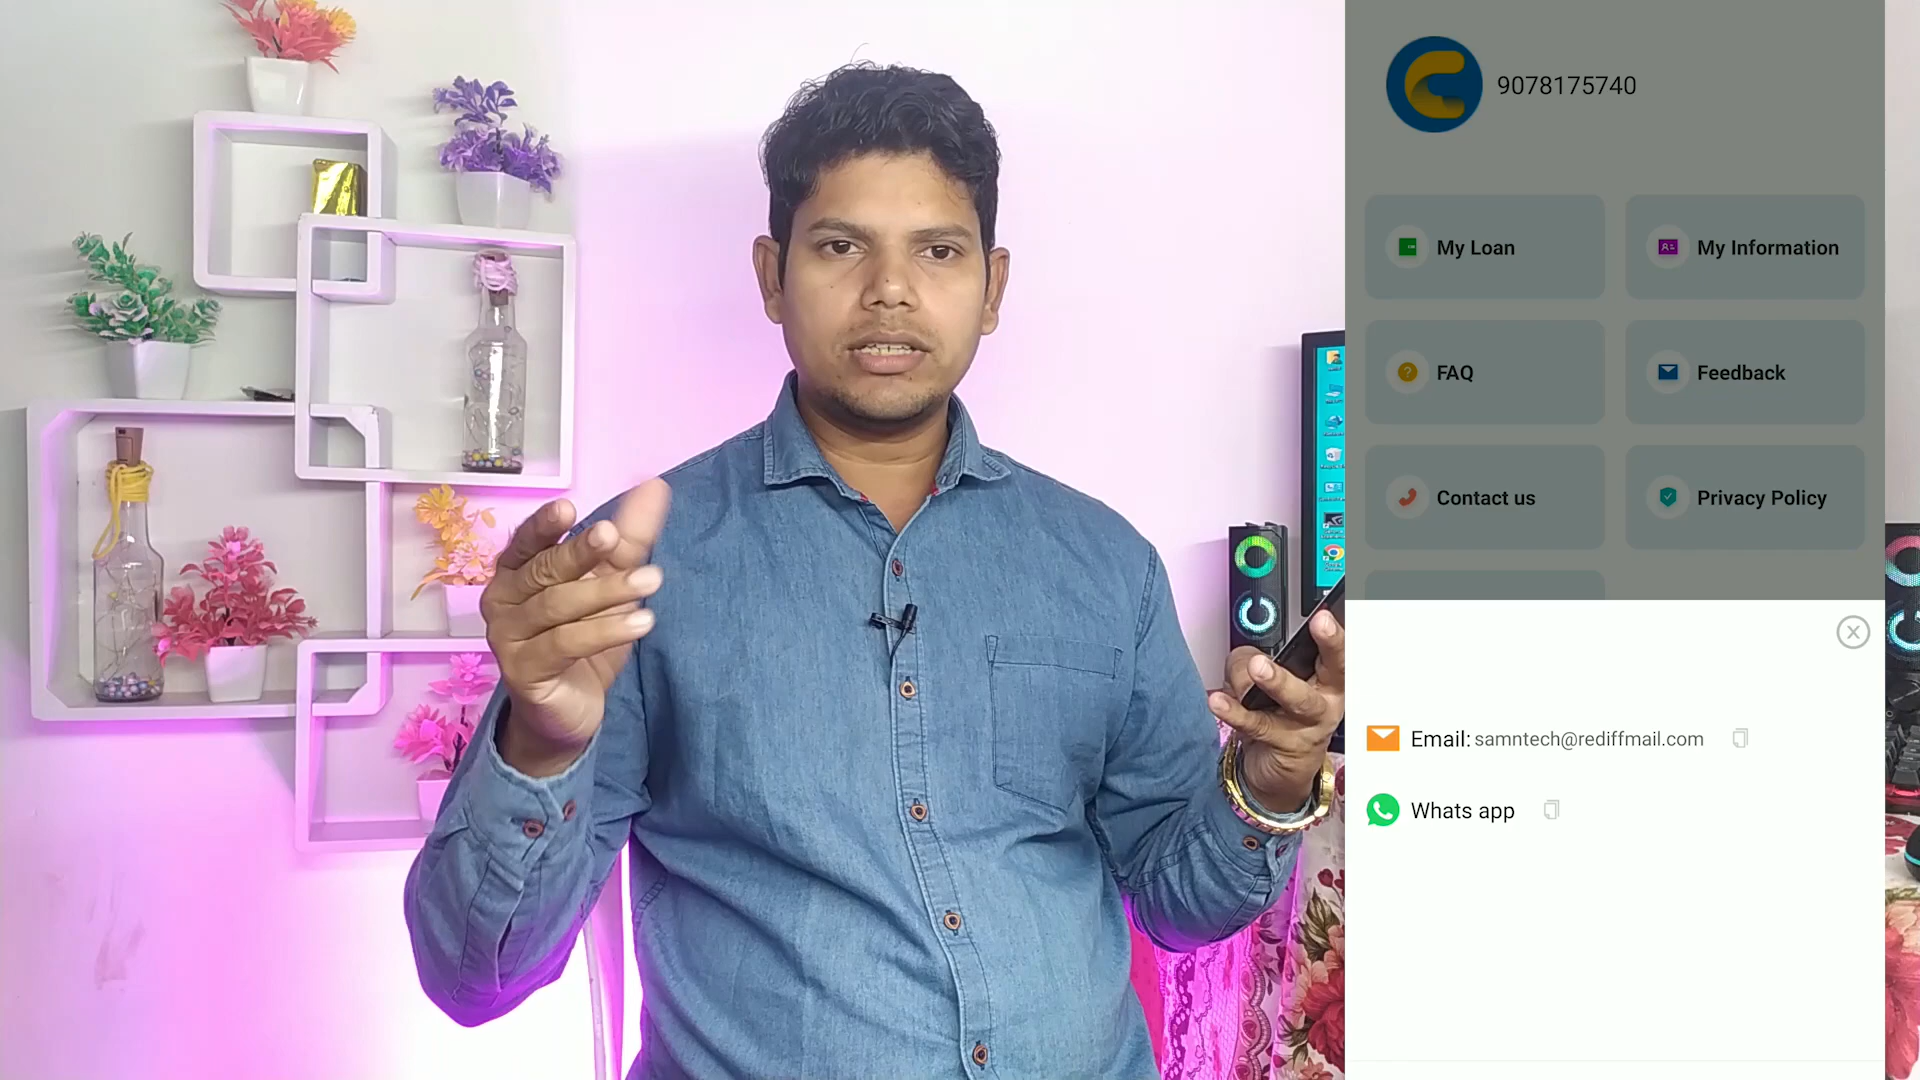 9078175740
My Loan
My Information
FAQ
Feedback
Contact us
Privacy Policy
Email: samntech@rediffmail.com
Whats app